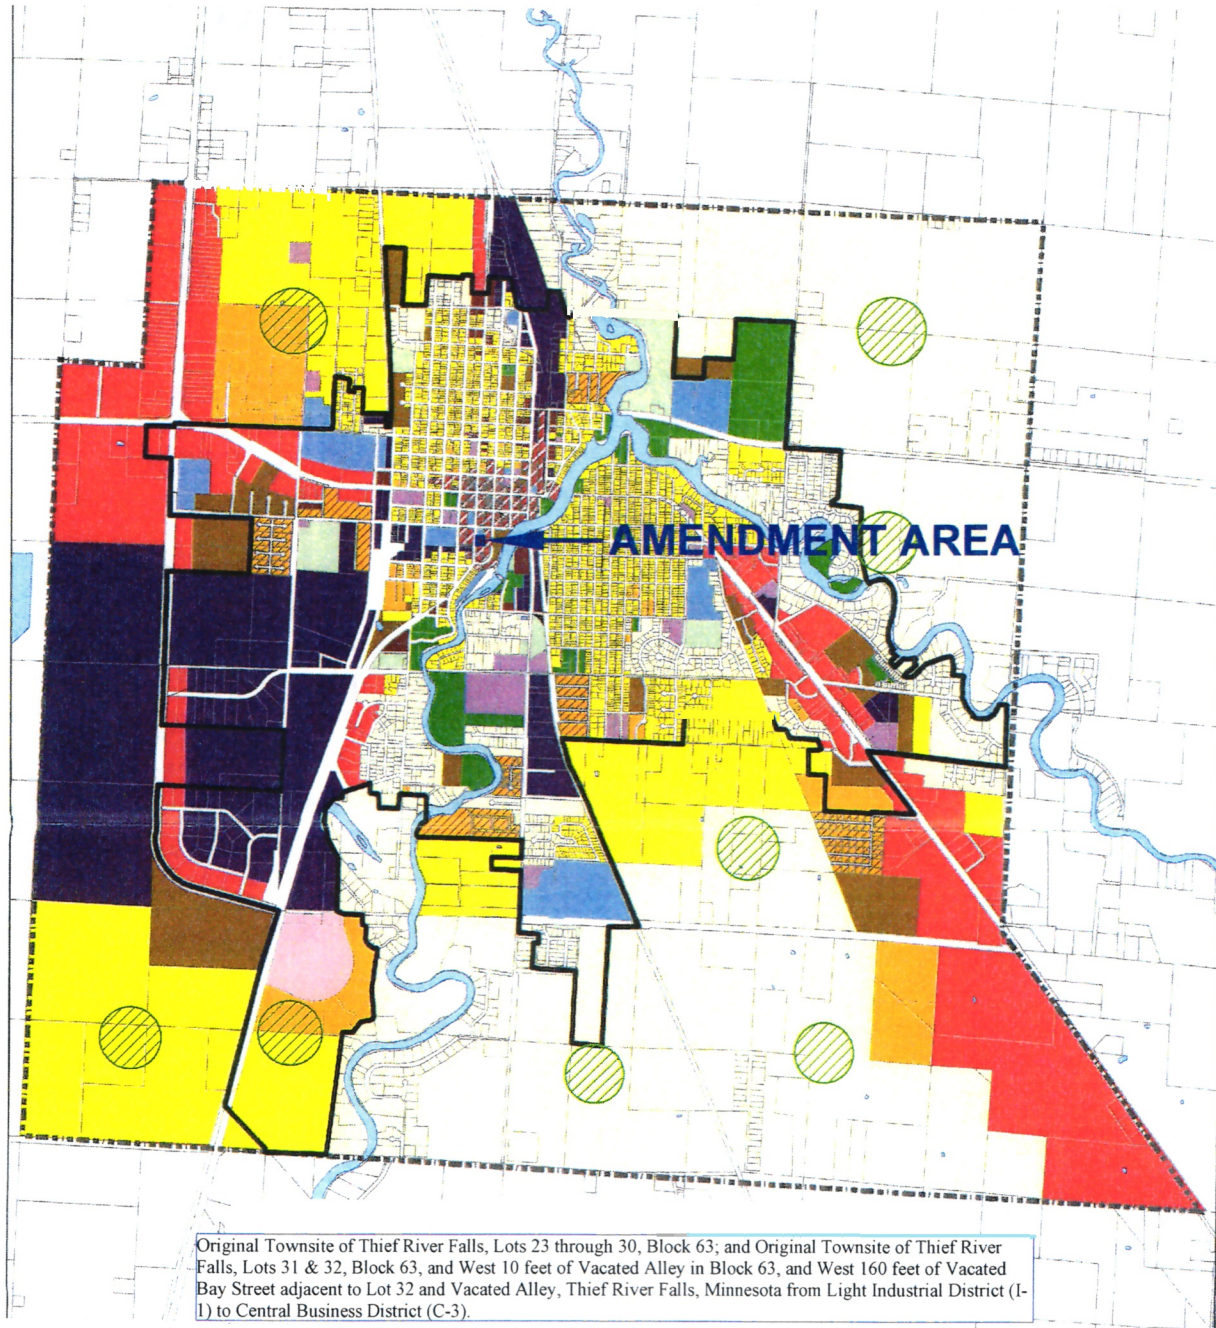 AMENDMENT AREA
Original Townsite of Thief River Falls, Lots 23 through 30, Block 63; and Original Townsite of Thief River
Falls, Lots 31 & 32, Block 63, and West 10 feet of Vacated Alley in Block 63, and West 160 feet of Vacated
Bay Street adjacent to Lot 32 and Vacated Alley, Thief River Falls, Minnesota from Light Industrial District (I-
1) to Central Business District (C-3).